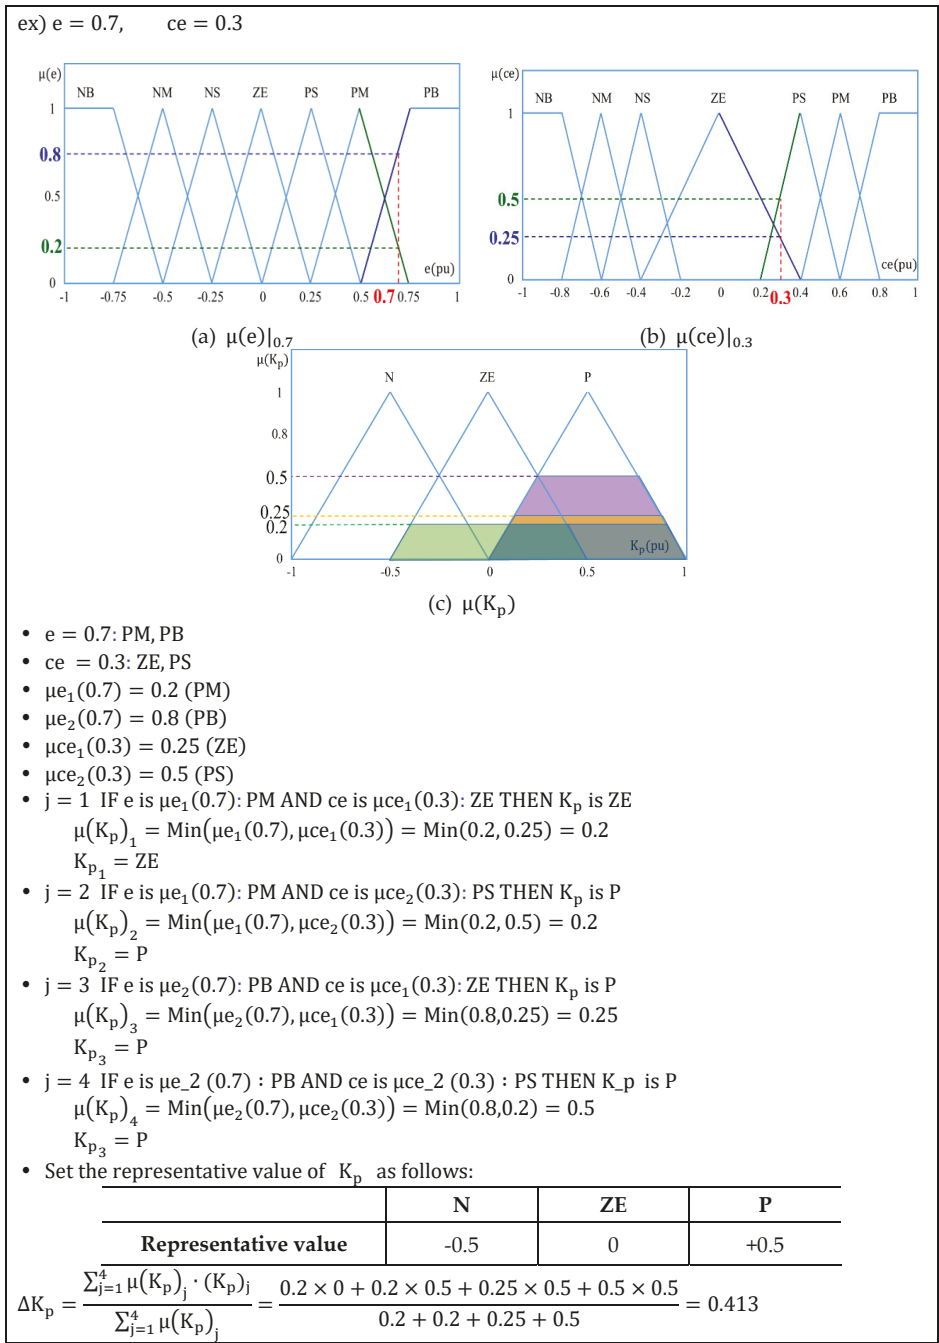 ex) e = 0.7, ce = 0.3
μ(e)
NB NM NS ZE PS PM PB
1
0.8
0.5
0.2
0
e(pu)
-1 -0.75 -0.5 -0.25 0 0.25 0.5 0.7 0.75 1
(a) μ(e)|₀.₇
μ(ce)
NB NM NS ZE PS PM PB
1
0.5
0.5
0.25
0
ce(pu)
-1 -0.8 -0.6 -0.4 -0.2 0 0.2 0.3 0.4 0.6 0.8 1
(b) μ(ce)|₀.₃
μ(Kₚ)
N ZE P
1
0.8
0.5
0.25
0.2
0
Kₚ(pu)
-1 -0.5 0 0.5 1
(c) μ(Kₚ)
• e = 0.7: PM, PB
• ce = 0.3: ZE, PS
• μe₁(0.7) = 0.2 (PM)
• μe₂(0.7) = 0.8 (PB)
• μce₁(0.3) = 0.25 (ZE)
• μce₂(0.3) = 0.5 (PS)
• j = 1 IF e is μe₁(0.7): PM AND ce is μce₁(0.3): ZE THEN Kₚ is ZE
μ(Kₚ)₁ = Min(μe₁(0.7), μce₁(0.3)) = Min(0.2, 0.25) = 0.2
Kₚ₁ = ZE
• j = 2 IF e is μe₁(0.7): PM AND ce is μce₂(0.3): PS THEN Kₚ is P
μ(Kₚ)₂ = Min(μe₁(0.7), μce₂(0.3)) = Min(0.2, 0.5) = 0.2
Kₚ₂ = P
• j = 3 IF e is μe₂(0.7): PB AND ce is μce₁(0.3): ZE THEN Kₚ is P
μ(Kₚ)₃ = Min(μe₂(0.7), μce₁(0.3)) = Min(0.8,0.25) = 0.25
Kₚ₃ = P
• j = 4 IF e is μe_2 (0.7) : PB AND ce is μce_2 (0.3) : PS THEN K_p is P
μ(Kₚ)₄ = Min(μe₂(0.7), μce₂(0.3)) = Min(0.8,0.2) = 0.5
Kₚ₃ = P
• Set the representative value of Kₚ as follows:
N ZE P
Representative value -0.5 0 +0.5
ΔKₚ = ∑⁴ⱼ₌₁ μ(Kₚ)ⱼ · (Kₚ)ⱼ / ∑⁴ⱼ₌₁ μ(Kₚ)ⱼ = 0.2 × 0 + 0.2 × 0.5 + 0.25 × 0.5 + 0.5 × 0.5 / 0.2 + 0.2 + 0.25 + 0.5 = 0.413